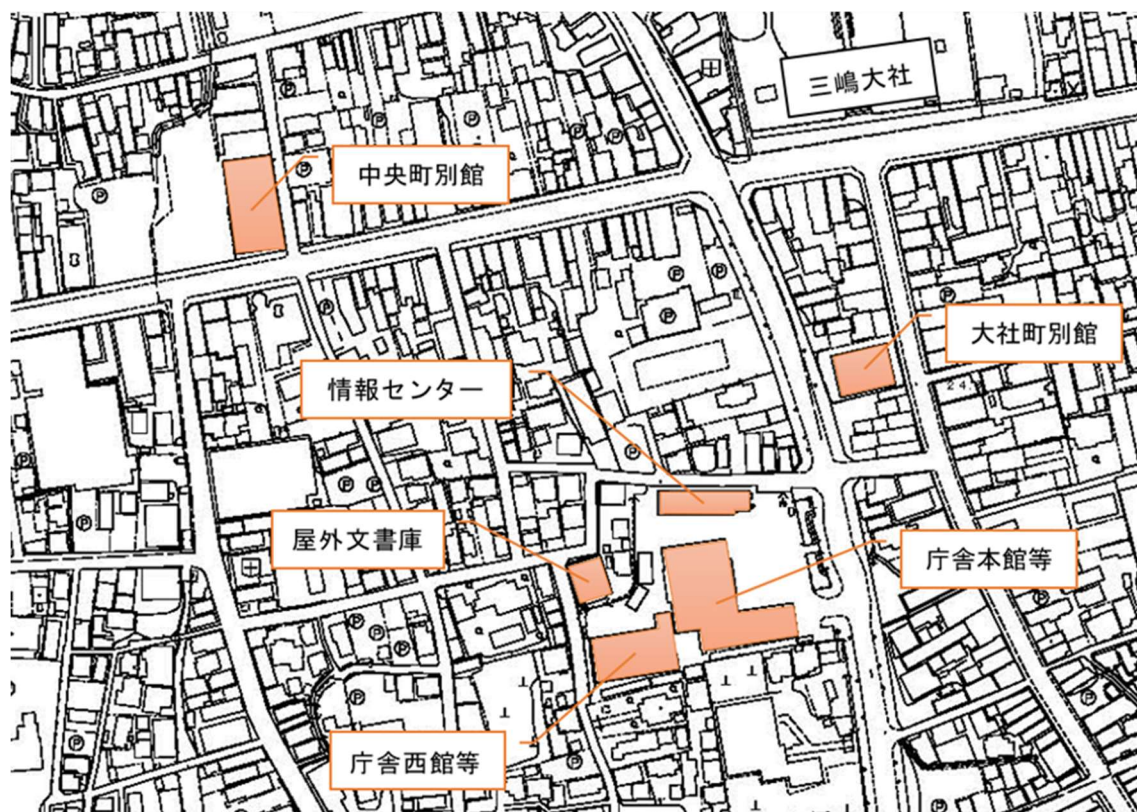 三嶋大社
中央町別館
大社町別館
情報センター
屋外文書庫
庁舎本館等
庁舎西館等